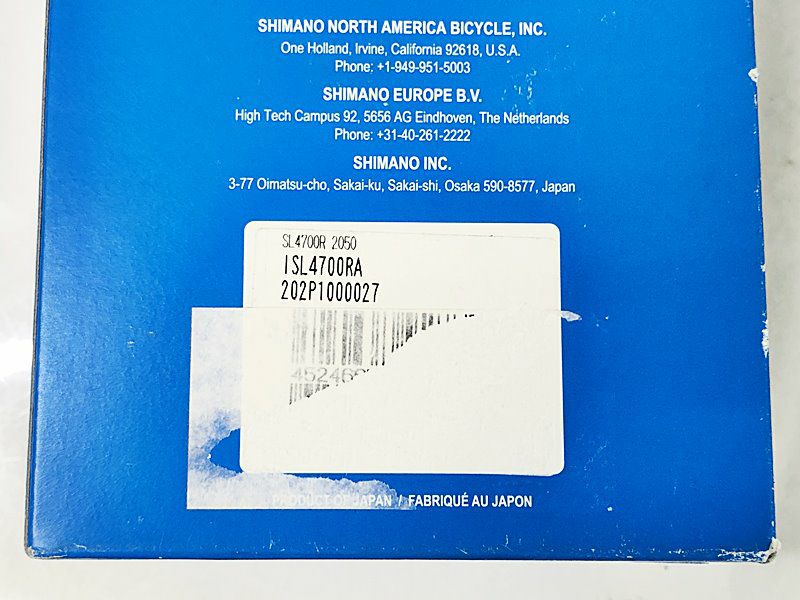 SHIMANO NORTH AMERICA BICYCLE, INC.
One Holland, Irvine, California 92618, U.S.A.
Phone: +1-949-951-5003
SHIMANO EUROPE B.V.
High Tech Campus 92, 5656 AG Eindhoven, The Netherlands
Phone: +31-40-261-2222
SHIMANO INC.
3-77 Oimatsu-cho, Sakai-ku, Sakai-shi, Osaka 590-8577, Japan
SL4700R 2050
ISL4700RA
202P1000027
PRODUCT OF JAPAN / FABRIQUÉ AU JAPON